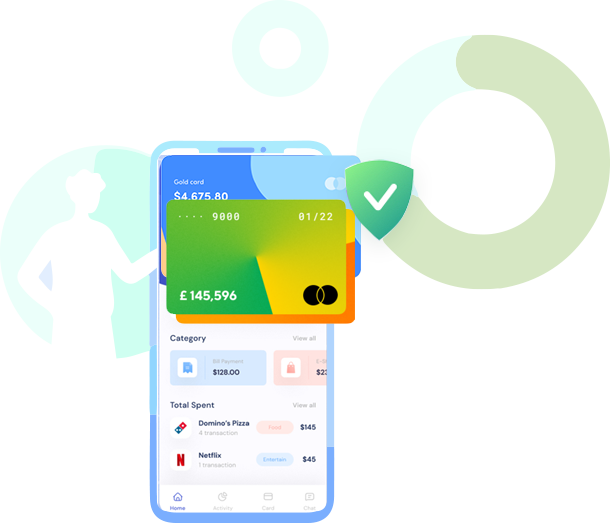 Gold card
$4,675.80
···· 9000 01/22
£ 145,596
Category View all
Bill Payment
$128.00
Total Spent View all
Domino's Pizza Food $145
4 transaction
Netflix Entertain $45
1 transaction
Home Activity Card Chat